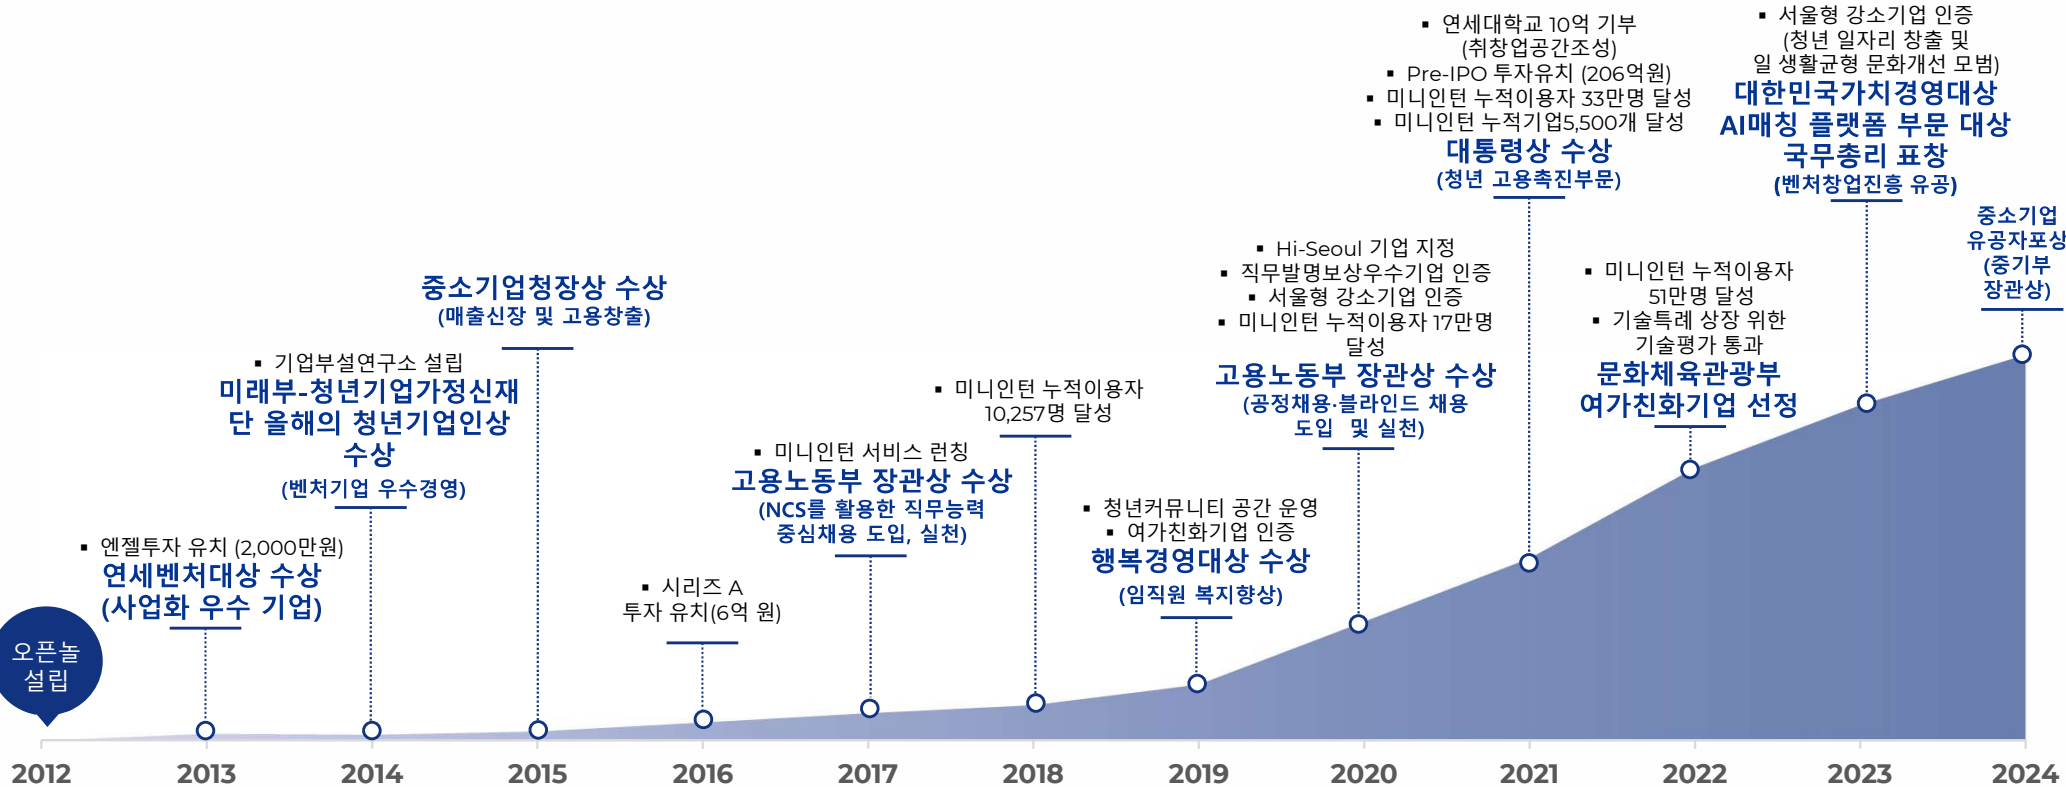 오픈놀
설립
▪ 엔젤투자 유치 (2,000만원)
연세벤처대상 수상
(사업화 우수 기업)
▪ 기업부설연구소 설립
미래부-청년기업가정신재
단 올해의 청년기업인상
수상
(벤처기업 우수경영)
중소기업청장상 수상
(매출신장 및 고용창출)
▪ 시리즈 A
투자 유치(6억 원)
▪ 미니인턴 서비스 런칭
고용노동부 장관상 수상
(NCS를 활용한 직무능력
중심채용 도입, 실천)
▪ 미니인턴 누적이용자
10,257명 달성
▪ 청년커뮤니티 공간 운영
▪ 여가친화기업 인증
행복경영대상 수상
(임직원 복지향상)
▪ Hi-Seoul 기업 지정
▪ 직무발명보상우수기업 인증
▪ 서울형 강소기업 인증
▪ 미니인턴 누적이용자 17만명
달성
고용노동부 장관상 수상
(공정채용·블라인드 채용
도입 및 실천)
▪ 연세대학교 10억 기부
(취창업공간조성)
▪ Pre-IPO 투자유치 (206억원)
▪ 미니인턴 누적이용자 33만명 달성
▪ 미니인턴 누적기업5,500개 달성
대통령상 수상
(청년 고용촉진부문)
▪ 미니인턴 누적이용자
51만명 달성
▪ 기술특례 상장 위한
기술평가 통과
문화체육관광부
여가친화기업 선정
▪ 서울형 강소기업 인증
(청년 일자리 창출 및
일 생활균형 문화개선 모범)
대한민국가치경영대상
AI매칭 플랫폼 부문 대상
국무총리 표창
(벤처창업진흥 유공)
중소기업
유공자포상
(중기부
장관상)
2012 2013 2014 2015 2016 2017 2018 2019 2020 2021 2022 2023 2024